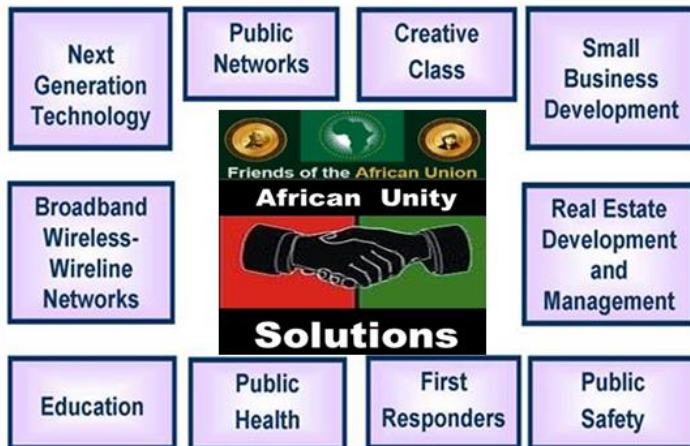 Next
Generation
Technology
Public
Networks
Creative
Class
Small
Business
Development
Friends of the African Union
African Unity
Solutions
Broadband
Wireless-
Wireline
Networks
Real Estate
Development
and
Management
Education
Public
Health
First
Responders
Public
Safety